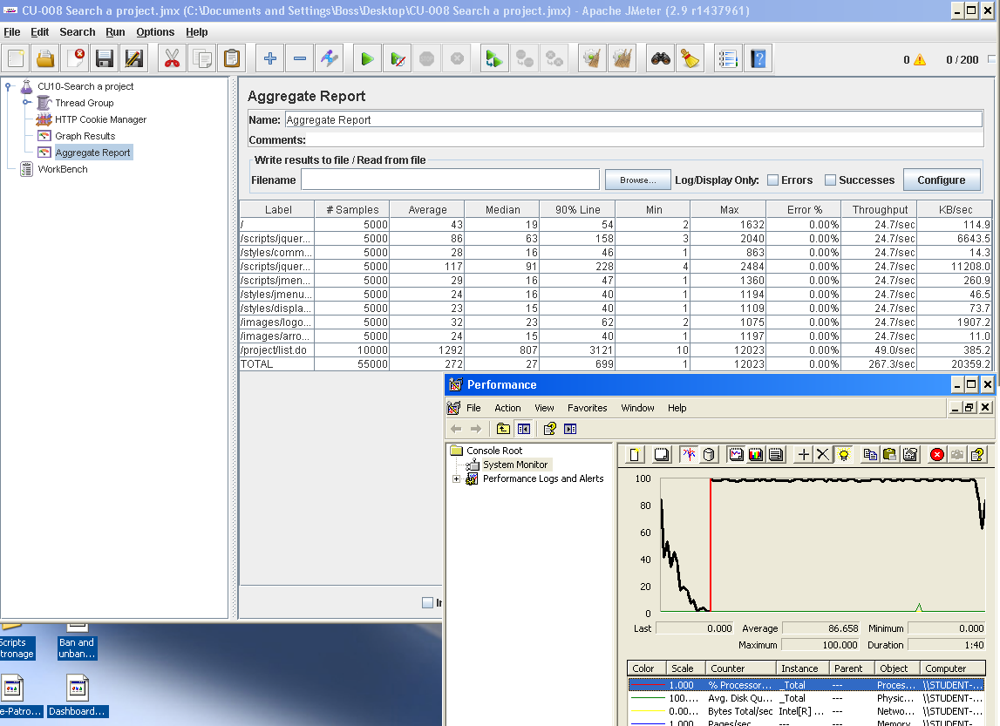 CU-008 Search a project.jmx (C:\Documents and Settings\Boss\Desktop\CU-008 Search a project.jmx) - Apache JMeter (2.9 r1437961)
File Edit Search Run Options Help
0 0 / 200
CU10-Search a project
Thread Group
HTTP Cookie Manager
Graph Results
Aggregate Report
WorkBench
Aggregate Report
Name: Aggregate Report
Comments:
Write results to file / Read from file
Filename Browse... Log/Display Only: Errors Successes Configure
Label # Samples Average Median 90% Line Min Max Error % Throughput KB/sec
/ 5000 43 19 54 2 1632 0.00% 24.7/sec 114.9
/scripts/jquer... 5000 86 63 158 3 2040 0.00% 24.7/sec 6643.5
/styles/comm... 5000 28 16 46 1 863 0.00% 24.7/sec 14.3
/scripts/jquer... 5000 117 91 228 4 2484 0.00% 24.7/sec 11208.0
/scripts/jmen... 5000 29 16 47 1 1360 0.00% 24.7/sec 260.9
/styles/jmenu... 5000 24 16 40 1 1194 0.00% 24.7/sec 46.5
/styles/displa... 5000 23 15 40 1 1109 0.00% 24.7/sec 73.7
/images/logo... 5000 32 23 62 2 1075 0.00% 24.7/sec 1907.2
/images/arro... 5000 24 15 40 1 1197 0.00% 24.7/sec 11.0
/project/list.do 10000 1292 807 3121 10 12023 0.00% 49.0/sec 385.2
TOTAL 55000 272 27 699 1 12023 0.00% 267.3/sec 20359.2
Performance
File Action View Favorites Window Help
Console Root
System Monitor
Performance Logs and Alerts
100
80
60
40
20
0
Last 0.000 Average 86.658 Minimum 0.000
Maximum 100.000 Duration 1:40
Color Scale Counter Instance Parent Object Computer
1.000 % Processor... _Total --- Proces... \\STUDENT-...
100.... Avg. Disk Qu... _Total --- Physic... \\STUDENT-...
0.00... Bytes Total/sec Intel[R] ... --- Networ... \\STUDENT-...
1.000 Pages/sec --- --- Memory \\STUDENT-...
Scripts
tronage
Ban and
unban...
e-Patro...
Dashboard...